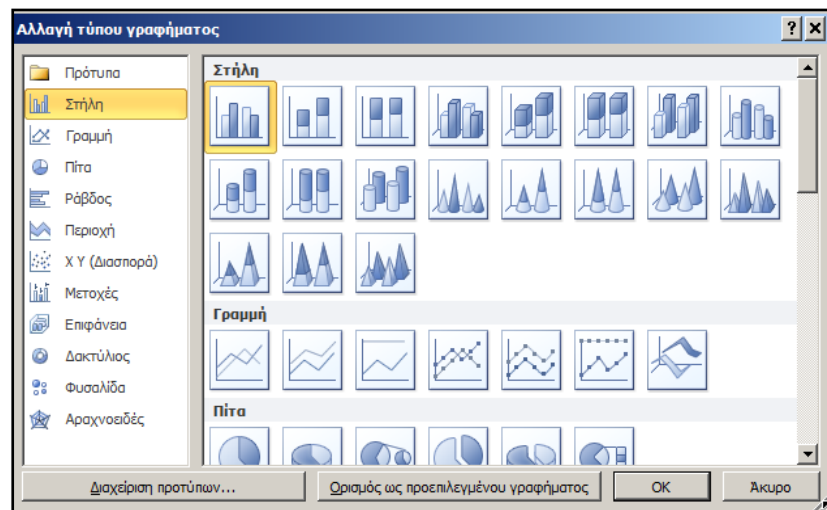 Αλλαγή τύπου γραφήματος
Πρότυπα
Στήλη
Γραμμή
Πίτα
Ράβδος
Περιοχή
X Y (Διασπορά)
Μετοχές
Επιφάνεια
Δακτύλιος
Φυσαλίδα
Αραχνοειδές
Στήλη
Γραμμή
Πίτα
Διαχείριση προτύπων...
Ορισμός ως προεπιλεγμένου γραφήματος
OK
Άκυρο